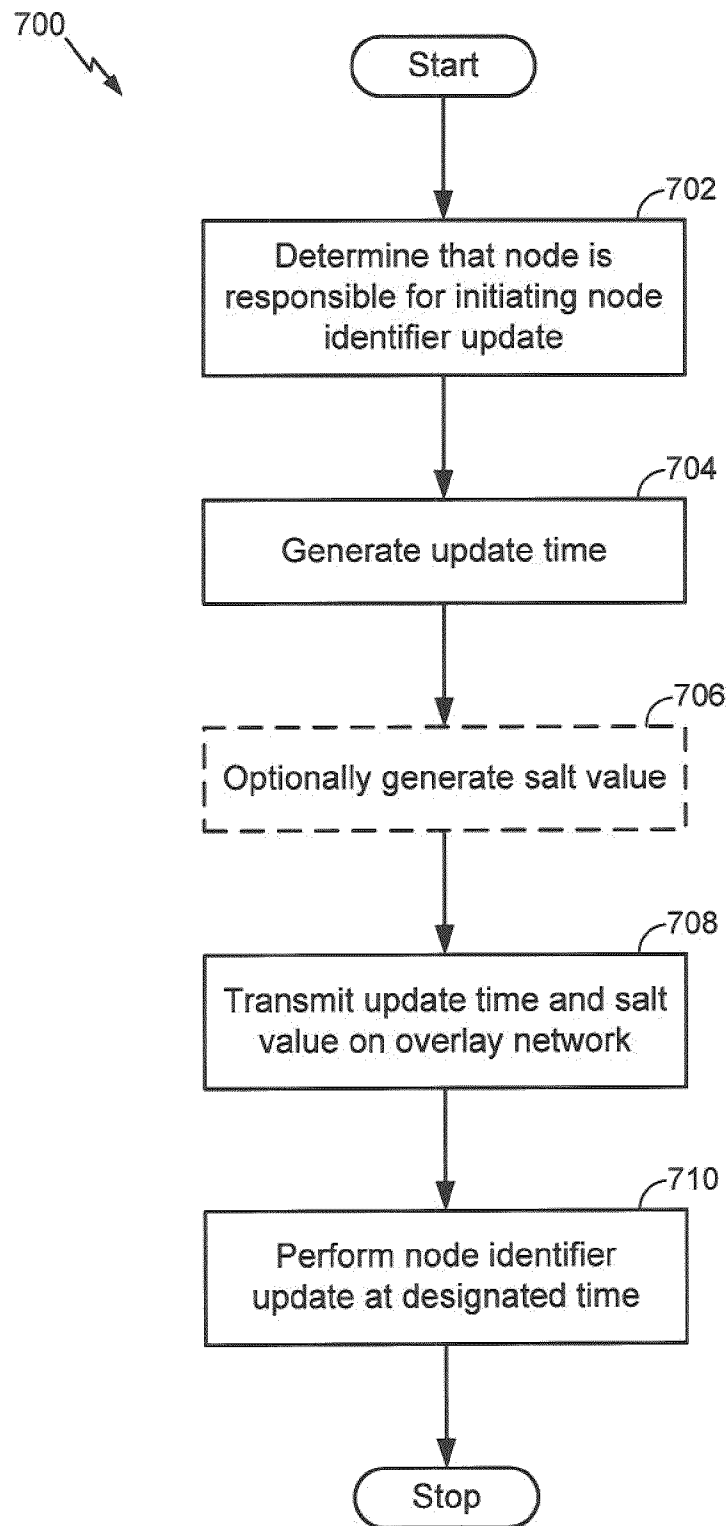 700
Start
702
Determine that node is
responsible for initiating node
identifier update
704
Generate update time
706
Optionally generate salt value
708
Transmit update time and salt
value on overlay network
710
Perform node identifier
update at designated time
Stop